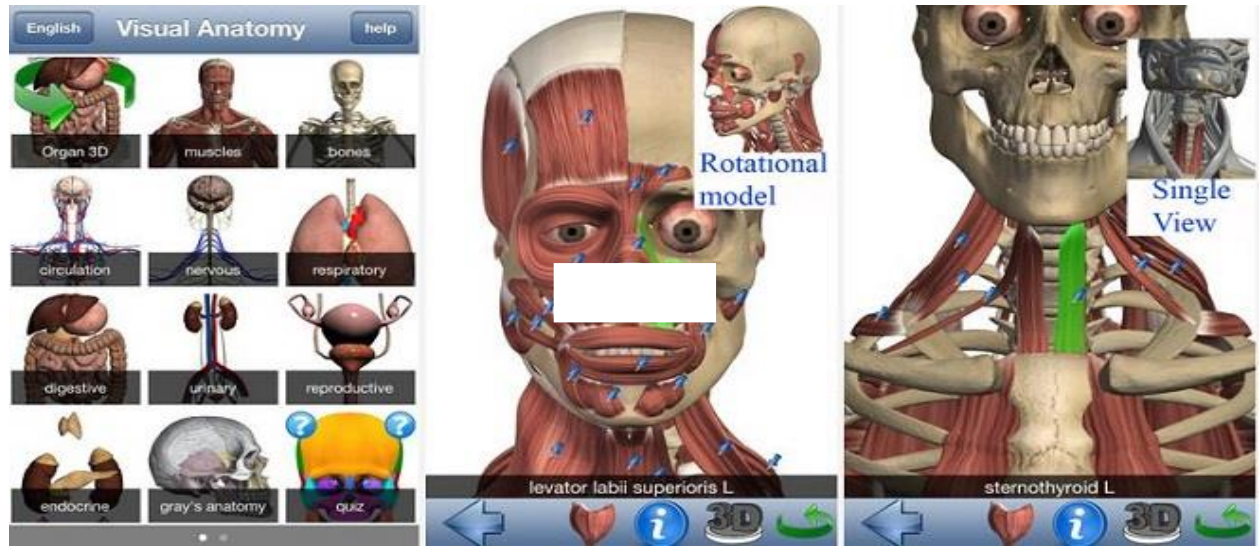 English Visual Anatomy help
Organ 3D muscles bones
circulation nervous respiratory
digestive urinary reproductive
? ?
endocrine gray's anatomy quiz
Rotational
model
levator labii superioris L
i 3D
Single
View
sternothyroid L
i 3D